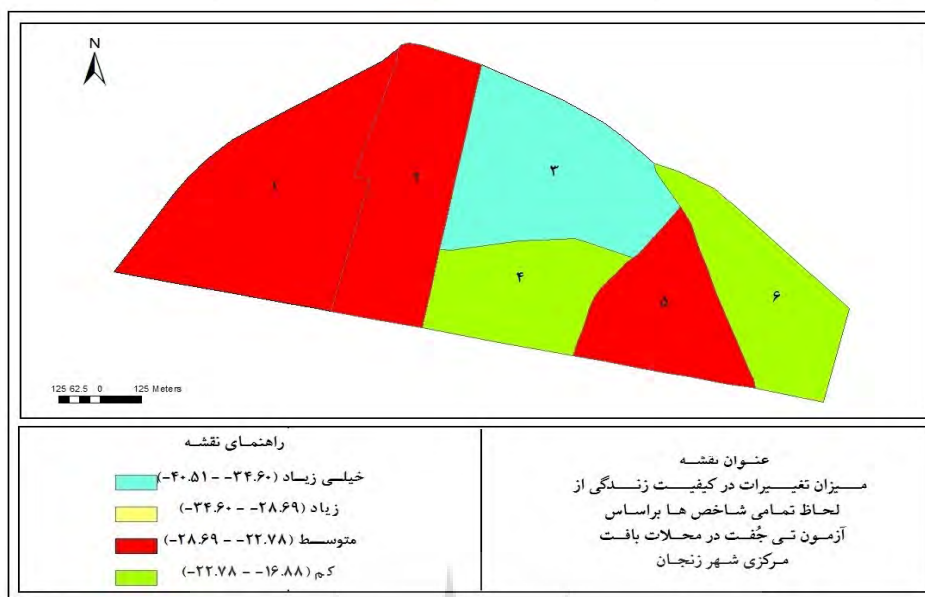 N
۱
۲
۳
۴
۵
۶
125 62.5 0 125 Meters
راهنمای نقشه
خیلی زیاد (۳۴.۶۰- - ۴۰.۵۱-)
زیاد (۲۸.۶۹- - ۳۴.۶۰-)
متوسط (۲۲.۷۸- - ۲۸.۶۹-)
کم (۱۶.۸۸- - ۲۲.۷۸-)
عنوان نقشه
میزان تغییرات در کیفیت زندگی از
لحاظ تمامی شاخص ها براساس
آزمون تی جُفت در محلات بافت
مرکزی شهر زنجان